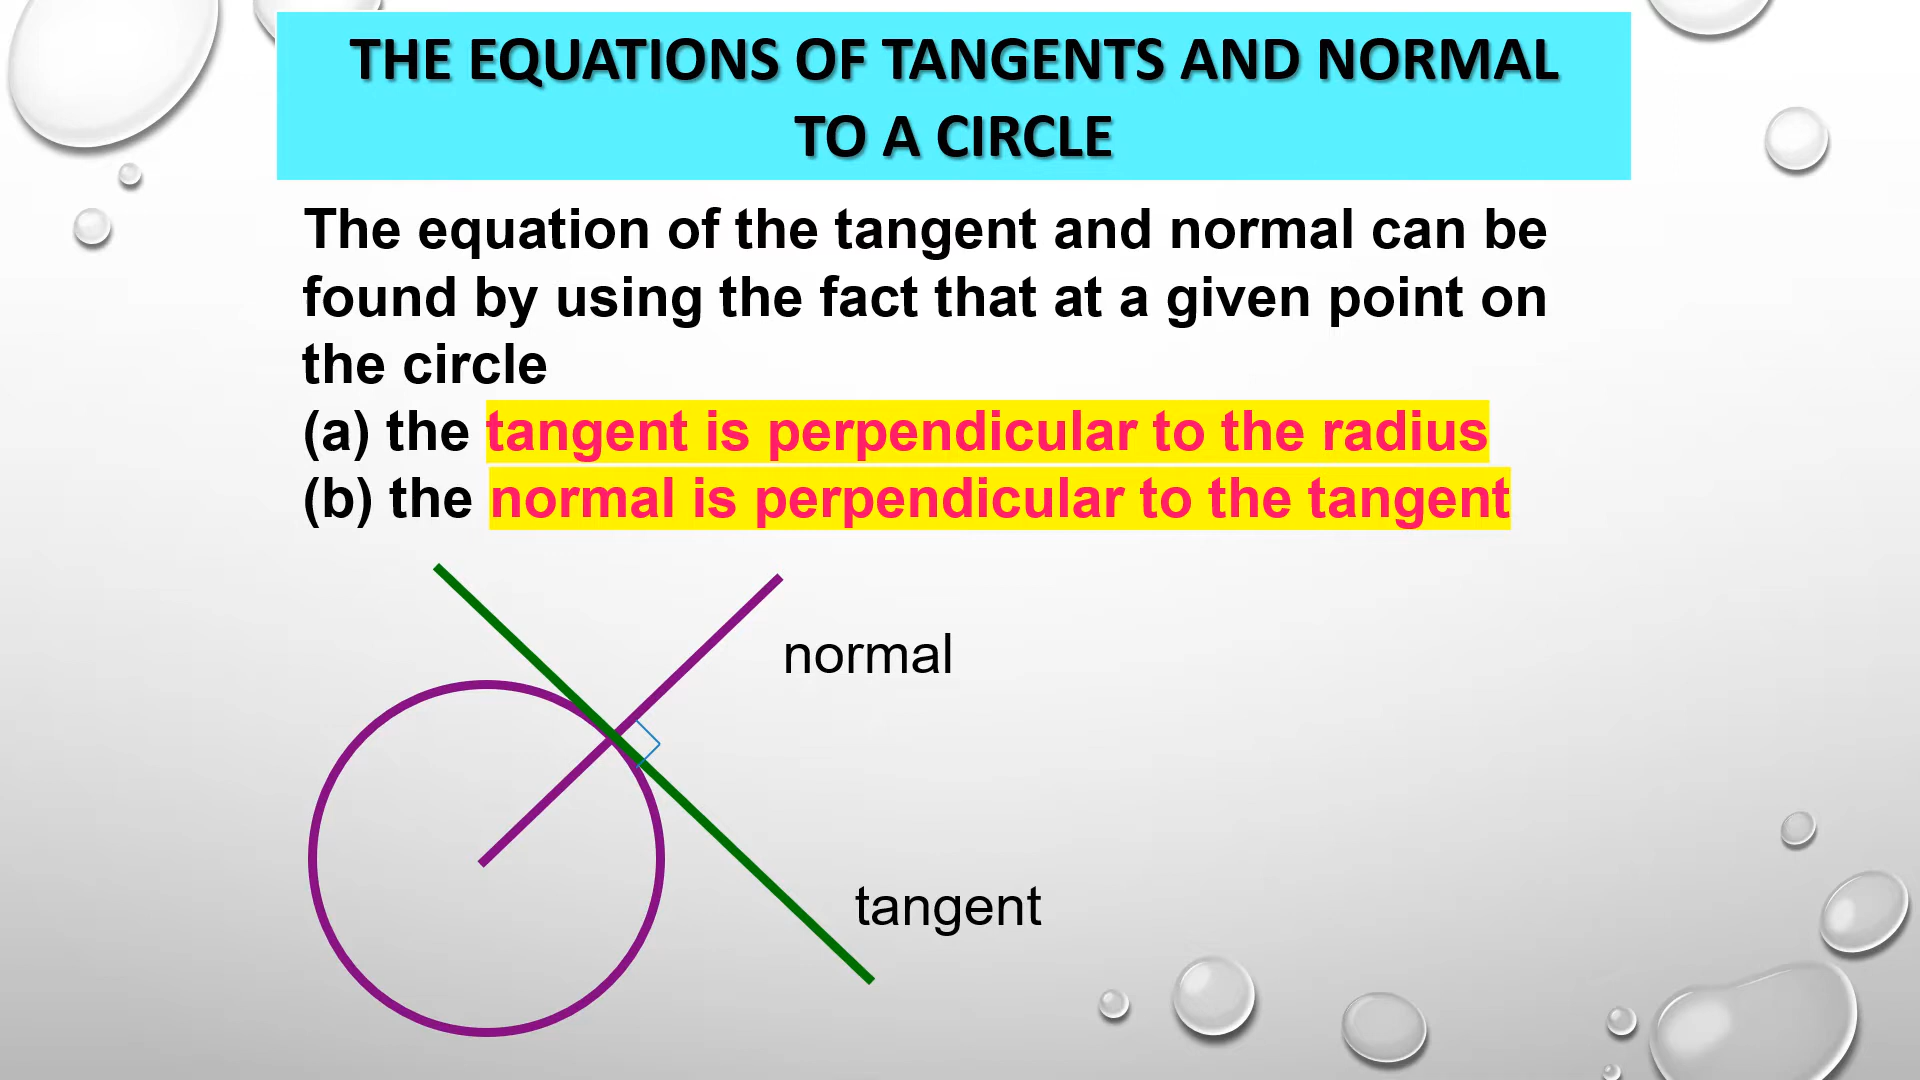 THE EQUATIONS OF TANGENTS AND NORMAL
TO A CIRCLE
The equation of the tangent and normal can be
found by using the fact that at a given point on
the circle
(a) the tangent is perpendicular to the radius
(b) the normal is perpendicular to the tangent
normal
tangent